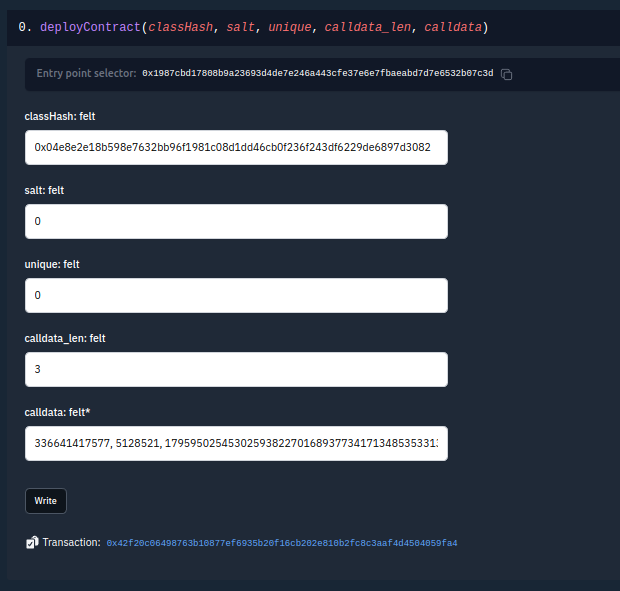 0. deployContract(classHash, salt, unique, calldata_len, calldata)
Entry point selector: 0x1987cbd17808b9a23693d4de7e246a443cfe37e6e7fbaeabd7d7e6532b07c3d
classHash: felt
0x04e8e2e18b598e7632bb96f1981c08d1dd46cb0f236f243df6229de6897d3082
salt: felt
0
unique: felt
0
calldata_len: felt
3
calldata: felt*
336641417577, 5128521, 179595025453025938227016893773417134853531
Write
Transaction: 0x42f20c06498763b10877ef6935b20f16cb202e810b2fc8c3aaf4d4504059fa4